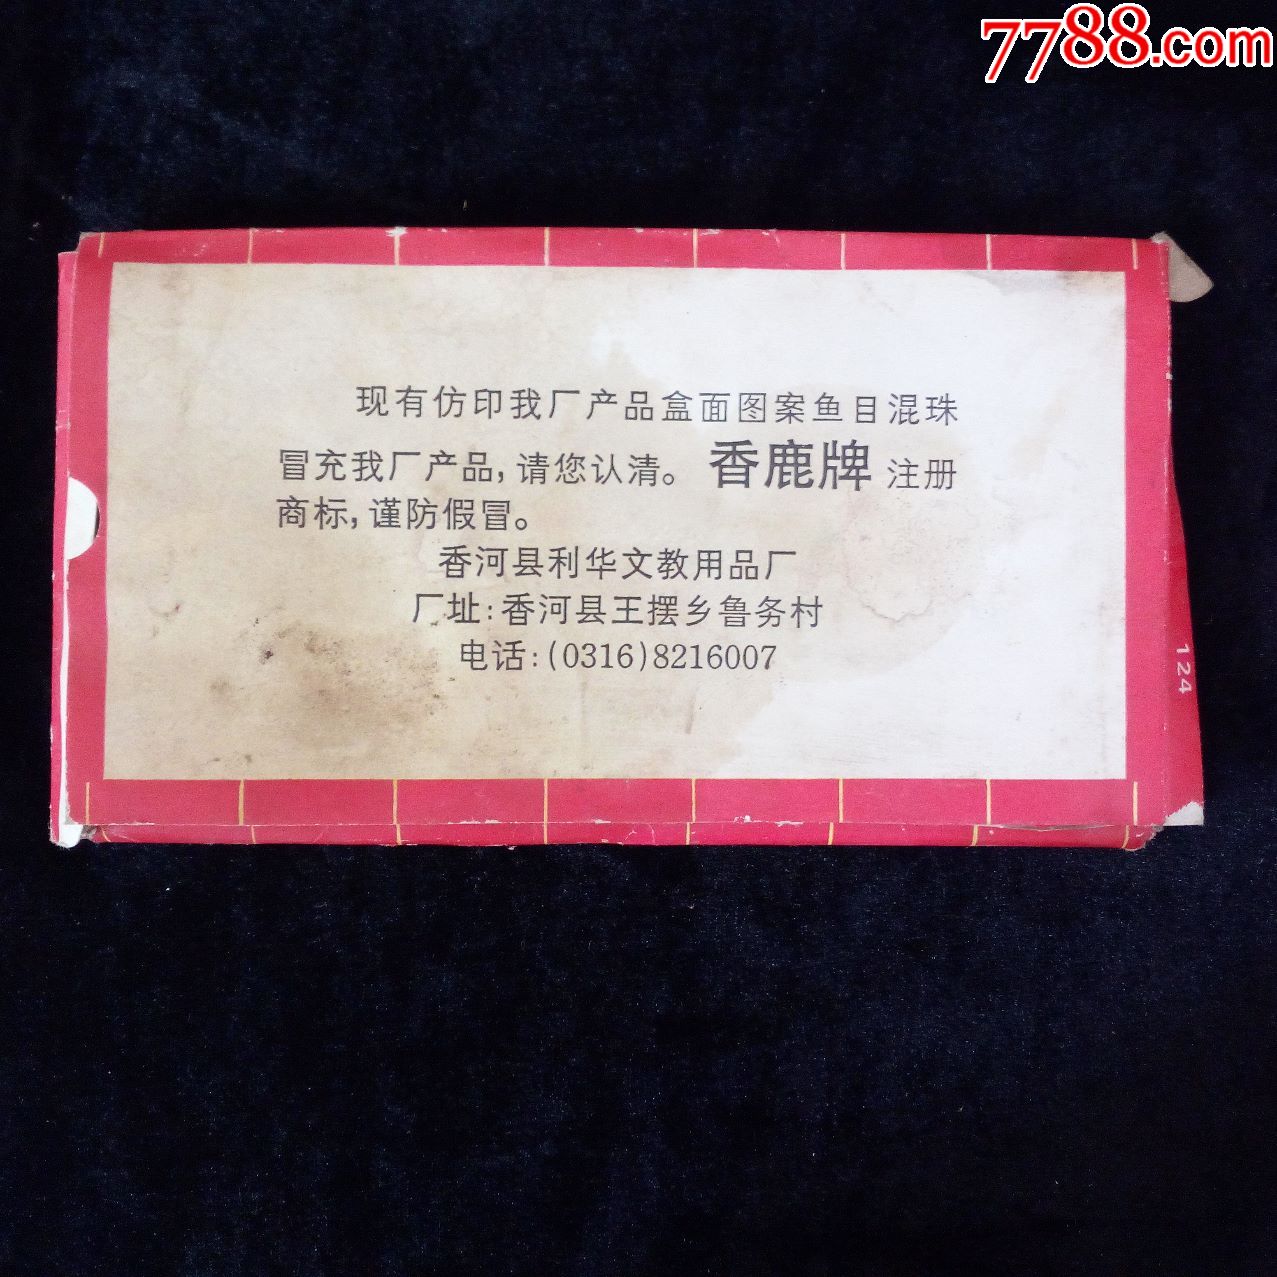 7788.com
现有仿印我厂产品盒面图案鱼目混珠
冒充我厂产品,请您认清。香鹿牌 注册
商标,谨防假冒。
香河县利华文教用品厂
厂址:香河县王摆乡鲁务村
电话:(0316)8216007
124